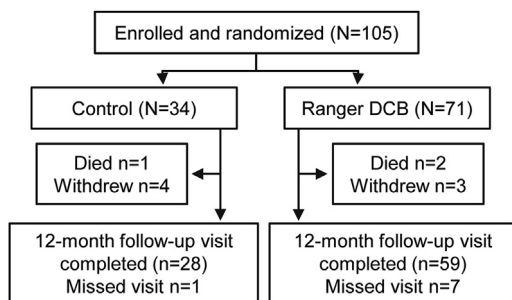 Enrolled and randomized (N=105)
Control (N=34)
Ranger DCB (N=71)
Died n=1
Withdrew n=4
Died n=2
Withdrew n=3
12-month follow-up visit
completed (n=28)
Missed visit n=1
12-month follow-up visit
completed (n=59)
Missed visit n=7